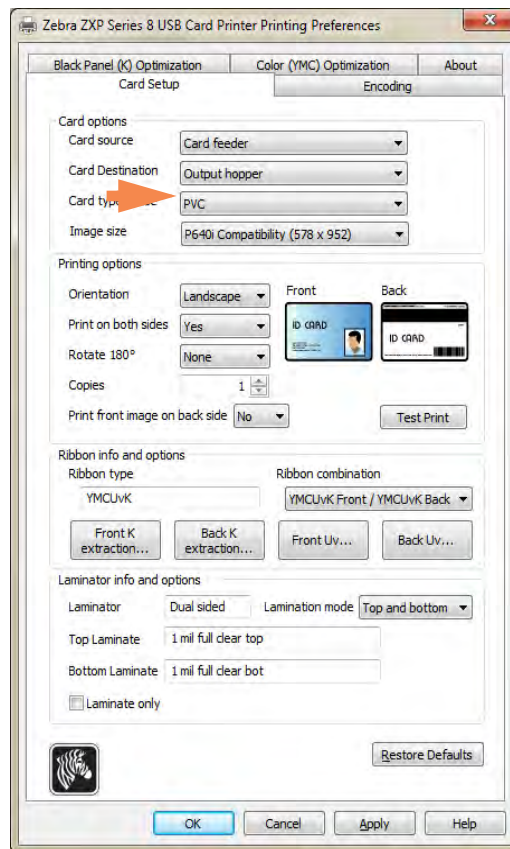 Zebra ZXP Series 8 USB Card Printer Printing Preferences
Black Panel (K) Optimization Color (YMC) Optimization About
Card Setup Encoding
Card options
Card source Card feeder
Card Destination Output hopper
Card type PVC
Image size P640i Compatibility (578 x 952)
Printing options
Orientation Landscape Front Back
Print on both sides Yes
ID CARD ID CARD
Rotate 180° None
Copies 1
Print front image on back side No Test Print
Ribbon info and options
Ribbon type Ribbon combination
YMCUvK YMCUvK Front / YMCUvK Back
Front K extraction... Back K extraction... Front Uv... Back Uv...
Laminator info and options
Laminator Dual sided Lamination mode Top and bottom
Top Laminate 1 mil full clear top
Bottom Laminate 1 mil full clear bot
Laminate only
Restore Defaults
OK Cancel Apply Help